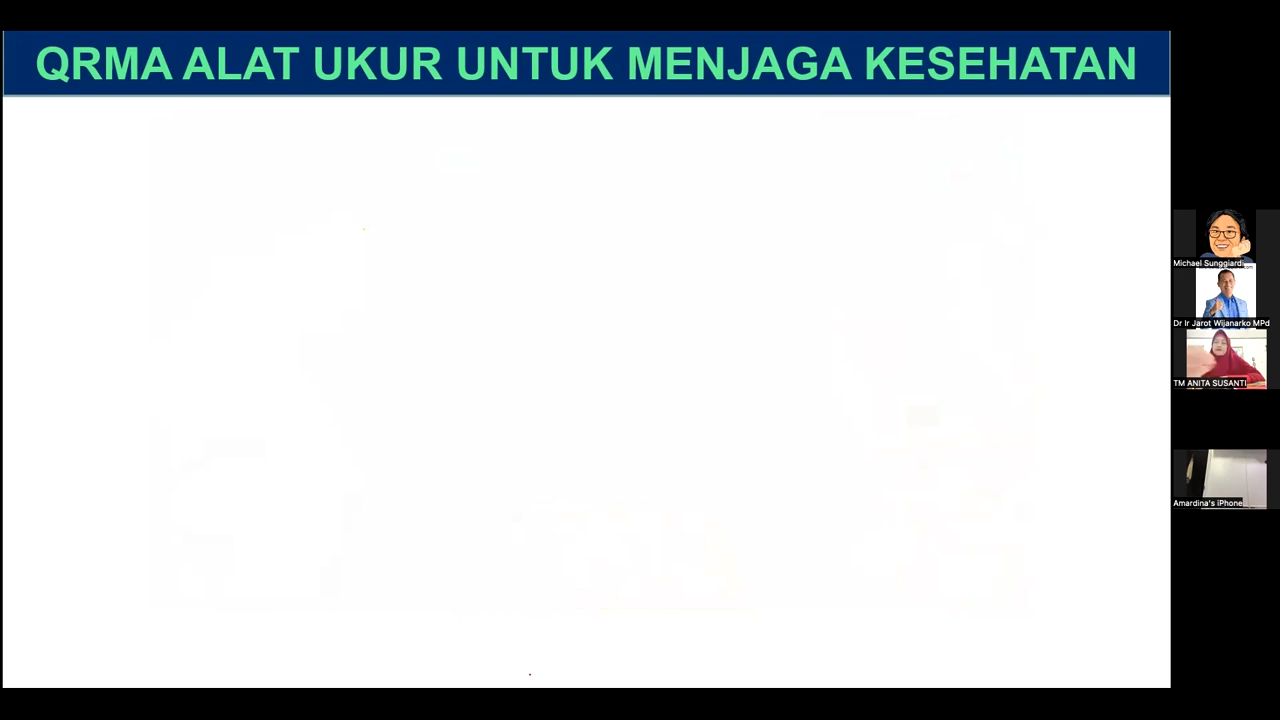 QRMA ALAT UKUR UNTUK MENJAGA KESEHATAN
Michael Sunggiardi
Dr Ir Jarot Wijanarko MPd
TM ANITA SUSANTI
Amardina's iPhone